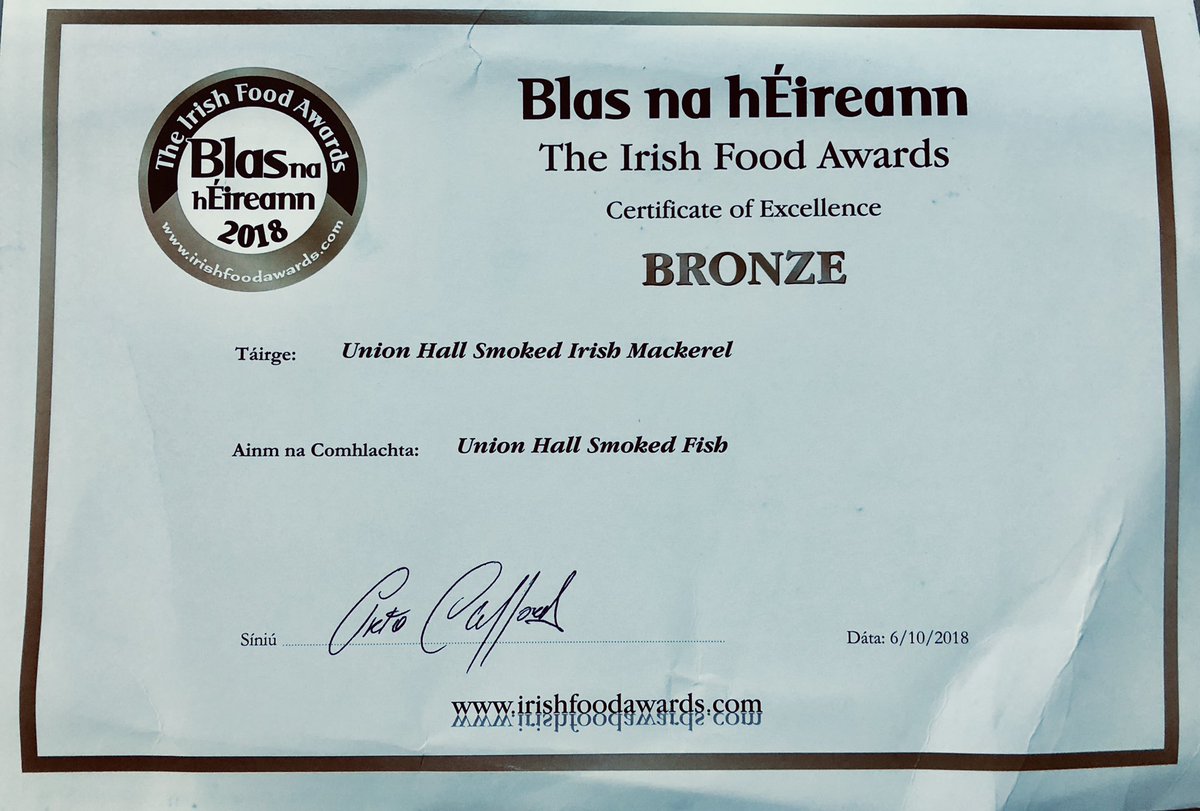 The Irish Food Awards
Blas na
hÉireann
2018
www.irishfoodawards.com
Blas na hÉireann
The Irish Food Awards
Certificate of Excellence
BRONZE
Táirge: Union Hall Smoked Irish Mackerel
Ainm na Comhlachta: Union Hall Smoked Fish
Síniú
Dáta: 6/10/2018
www.irishfoodawards.com